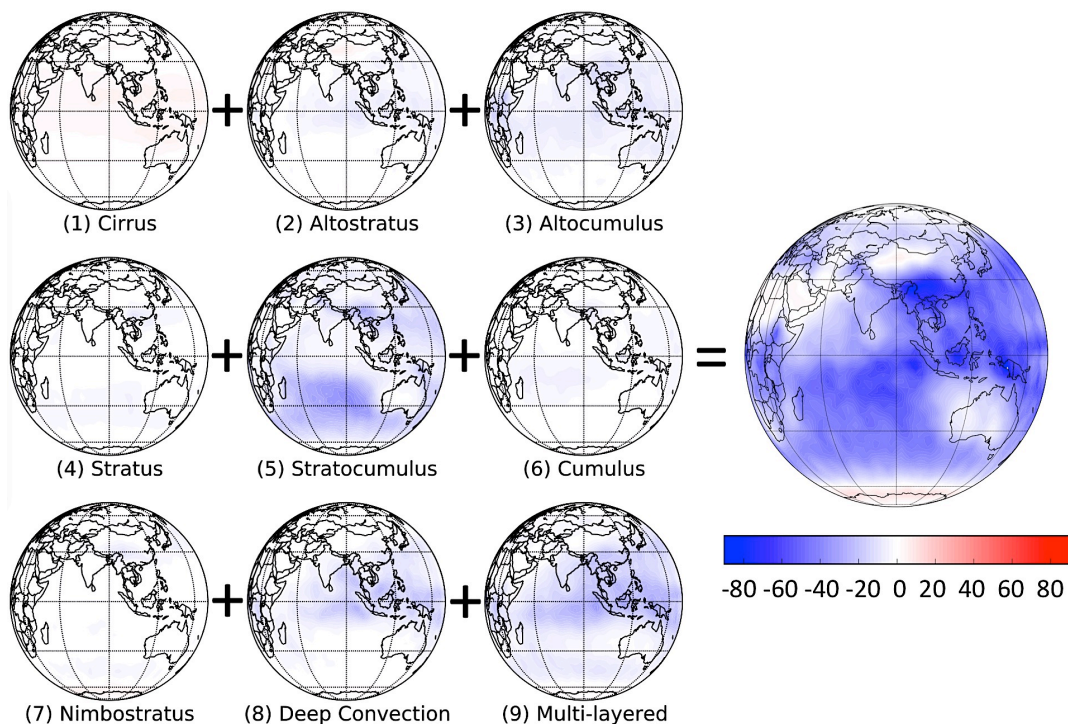 + +
(1) Cirrus (2) Altostratus (3) Altocumulus
+ + =
(4) Stratus (5) Stratocumulus (6) Cumulus
+ +
-80 -60 -40 -20 0 20 40 60 80
(7) Nimbostratus (8) Deep Convection (9) Multi-layered